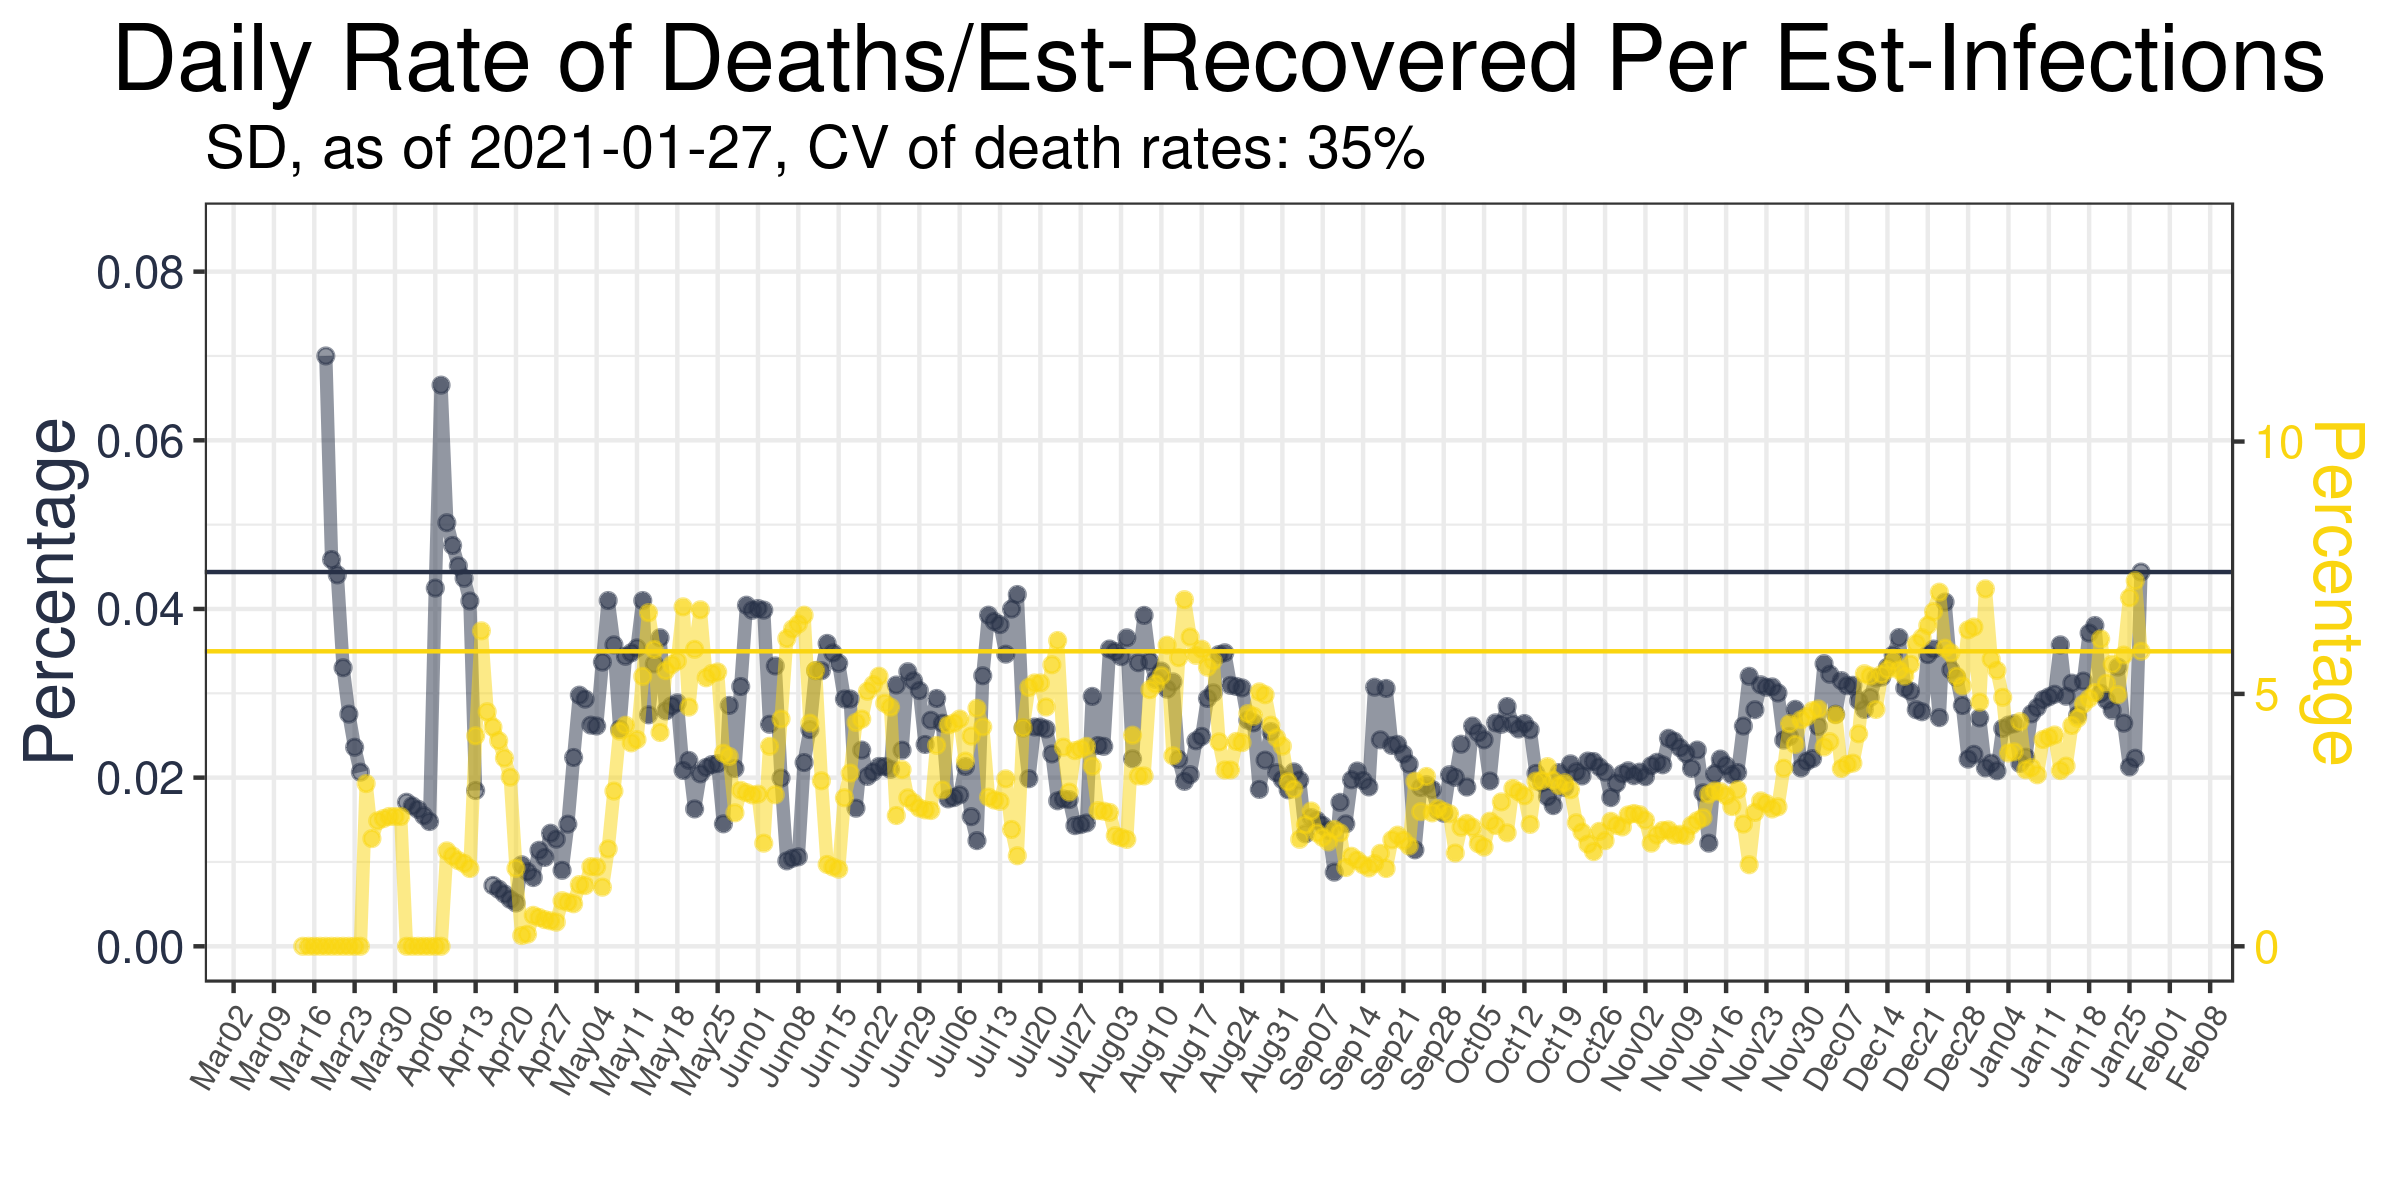 Daily Rate of Deaths/Est-Recovered Per Est-Infections
SD, as of 2021-01-27, CV of death rates: 35%
Percentage
0.08
0.06
0.04
0.02
0.00
10
5
0
Percentage
Mar02 Mar09 Mar16 Mar23 Mar30 Apr06 Apr13 Apr20 Apr27 May04 May11 May18 May25 Jun01 Jun08 Jun15 Jun22 Jun29 Jul06 Jul13 Jul20 Jul27 Aug03 Aug10 Aug17 Aug24 Aug31 Sep07 Sep14 Sep21 Sep28 Oct05 Oct12 Oct19 Oct26 Nov02 Nov09 Nov16 Nov23 Nov30 Dec07 Dec14 Dec21 Dec28 Jan04 Jan11 Jan18 Jan25 Feb01 Feb08